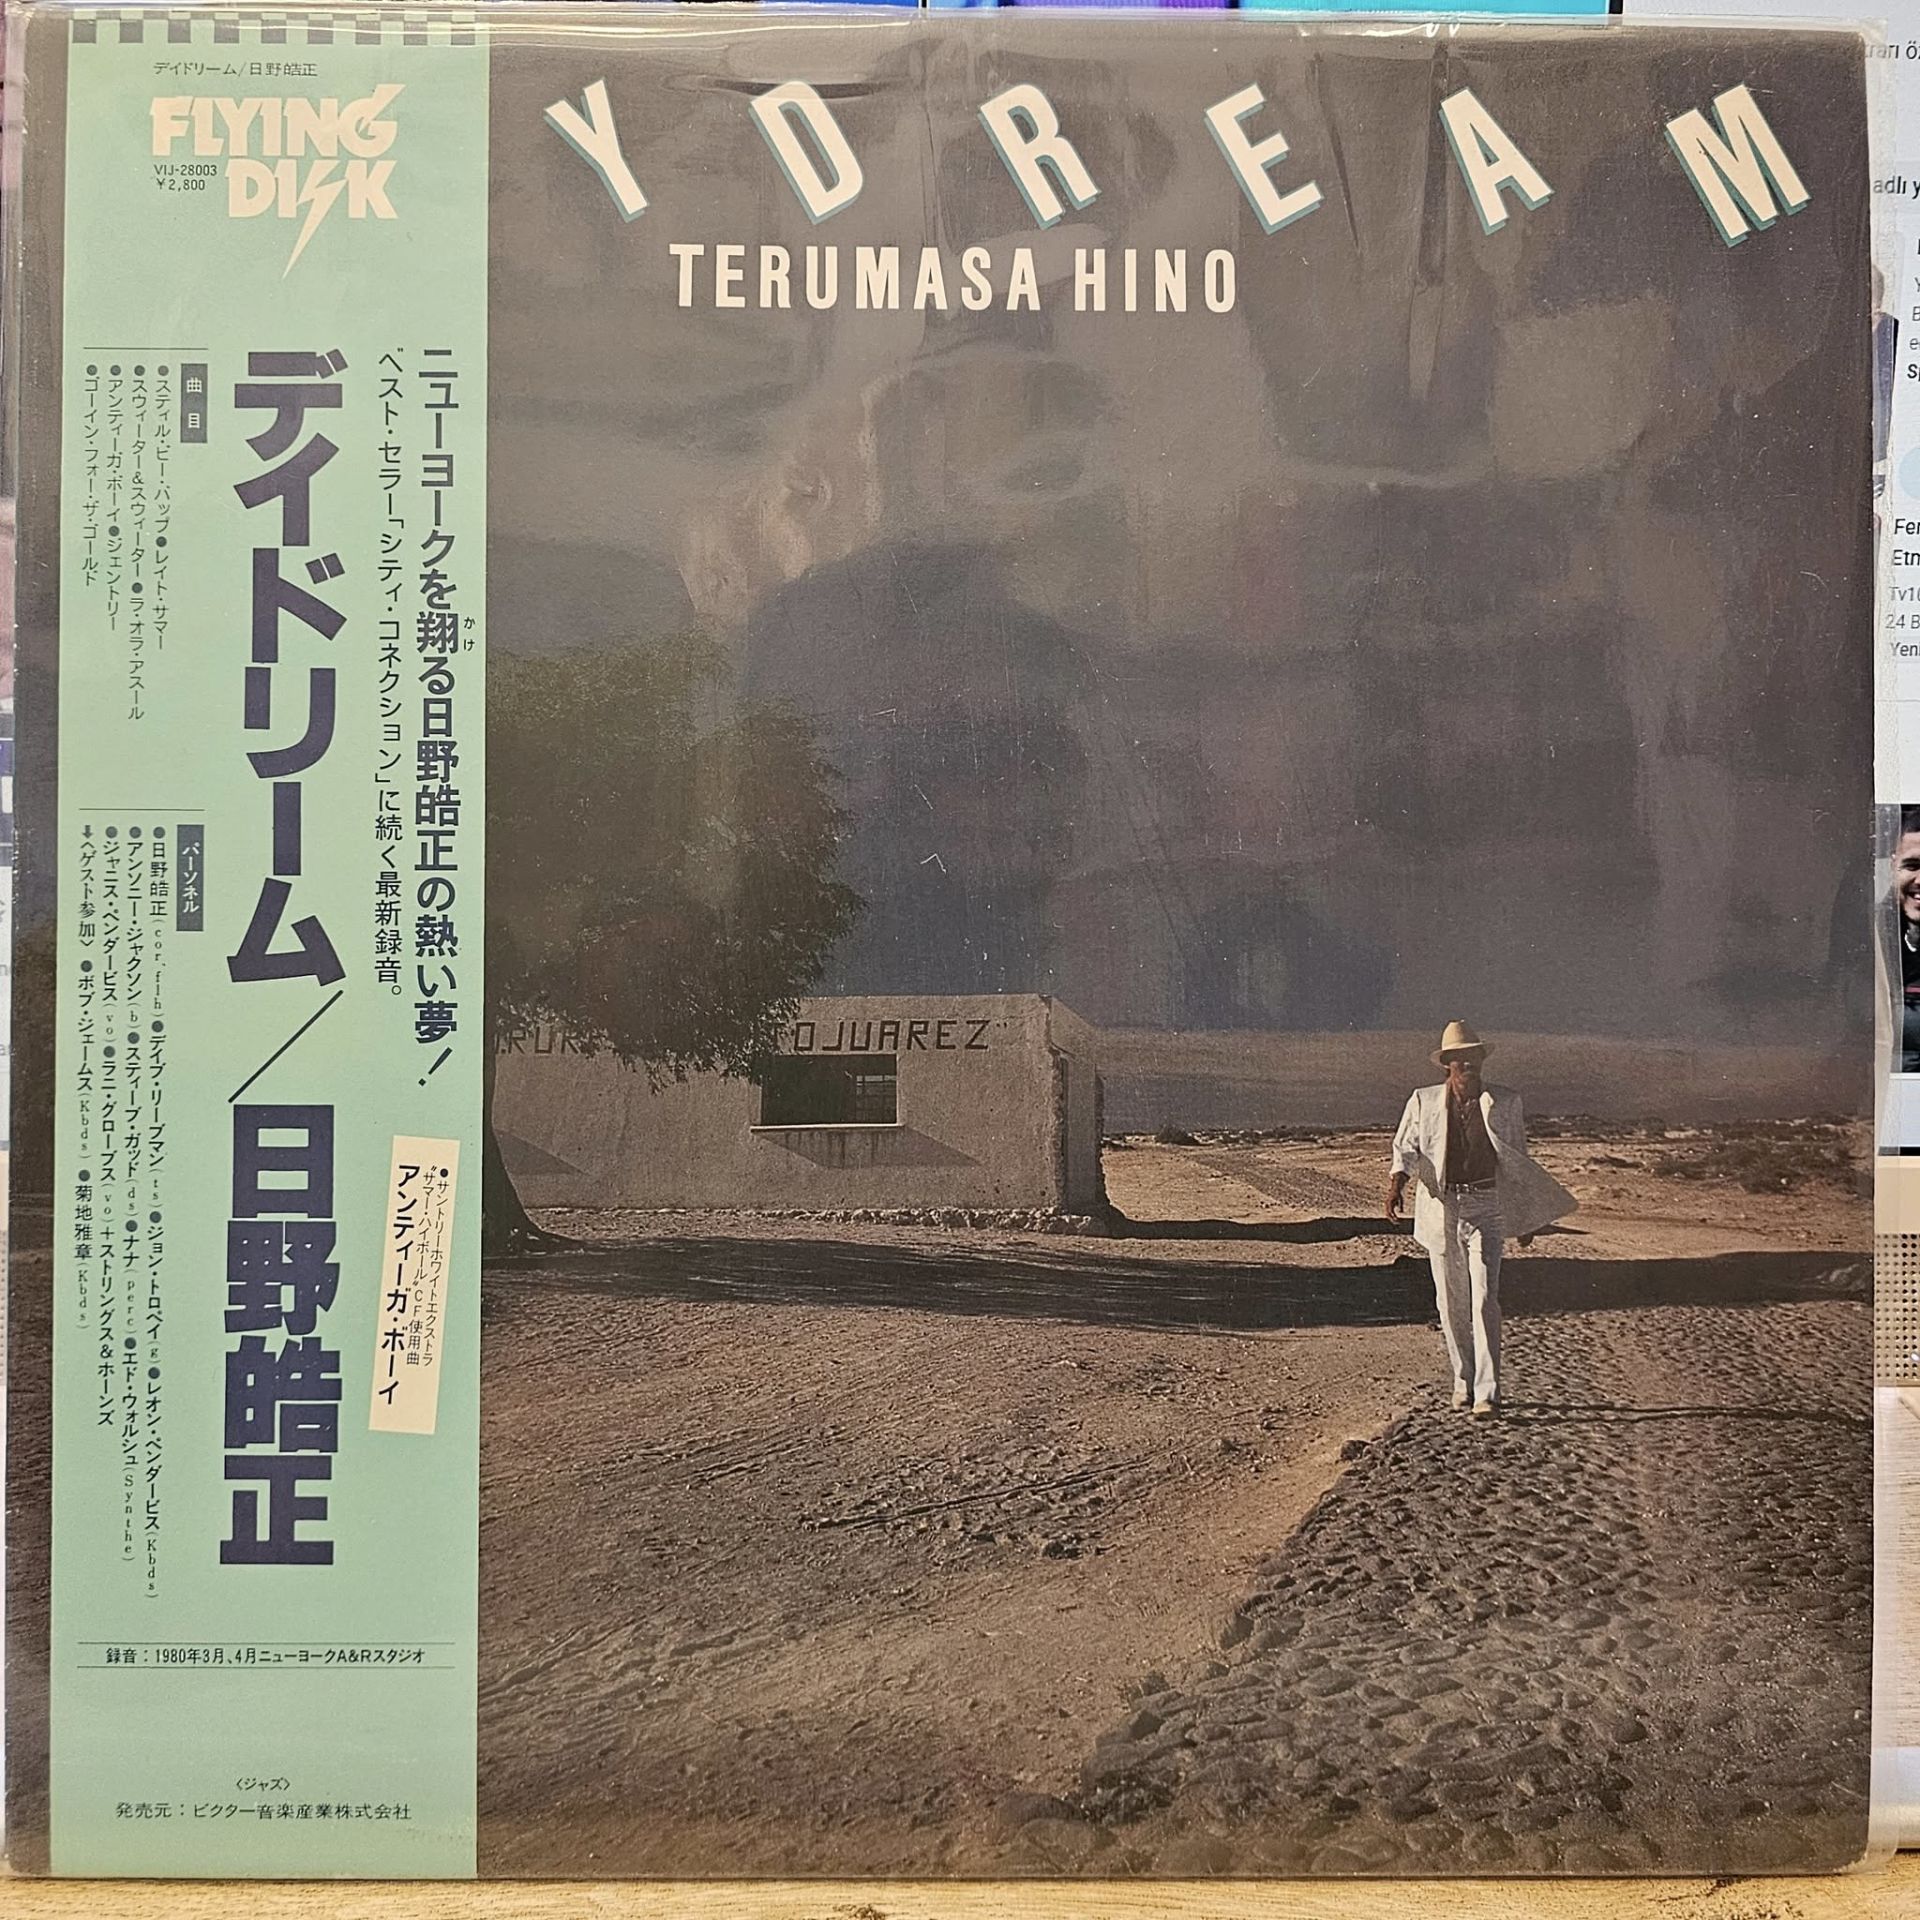 デイドリーム/日野皓正
FLYING
DISK
VIJ-28003
¥2,800
YDREAM
TERUMASA HINO
ニューヨークを翔る日野皓正の熱い夢!
かけ
ベスト・セラー「シティ・コネクション」に続く最新録音。
デイドリーム/日野皓正
曲目
●スティル・ビー・バップ●レイト・サマー
●スウィーター&スウィーター●ラ・オラ・アスール
●アンティーガ・ボーイ●ジェントリー
●ゴーイン・フォー・ザ・ゴールド
パーソネル
●日野皓正(cor, flh)●デイブ・リーブマン(ts)●ジョン・トロペイ(g)●レオン・ペンダービス(Kbds)
●アンソニー・ジャクソン(b)●スティーブ・ガッド(ds)●ナナ(perc)●エド・ウォルシュ(Synthe)
●ジャニス・ペンダービス(vo)●ラニ・グローブス(vo)+ストリングス&ホーンズ
⬇〈ゲスト参加〉●ボブ・ジェームス(Kbds)●菊地雅章(Kbds)
●サントリーホワイトエクストラ
“サマー・ハイボール”CF使用曲
アンティーガ・ボーイ
TO JUAREZ"
録音:1980年3月、4月ニューヨークA&Rスタジオ
〈ジャズ〉
発売元:ビクター音楽産業株式会社